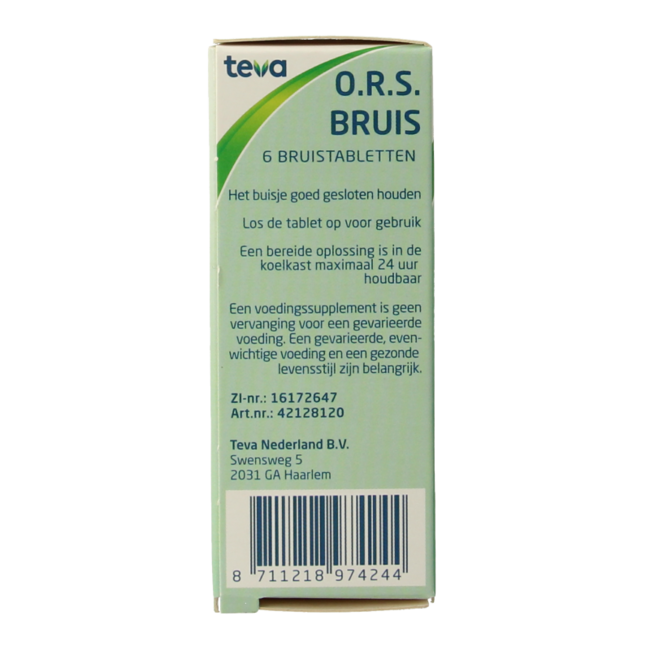 teva
O.R.S.
BRUIS
6 BRUISTABLETTEN
Het buisje goed gesloten houden
Los de tablet op voor gebruik
Een bereide oplossing is in de
koelkast maximaal 24 uur
houdbaar
Een voedingssupplement is geen
vervanging voor een gevarieerde
voeding. Een gevarieerde, even-
wichtige voeding en een gezonde
levensstijl zijn belangrijk.
ZI-nr.: 16172647
Art.nr.: 42128120
Teva Nederland B.V.
Swensweg 5
2031 GA Haarlem
8 711218 974244